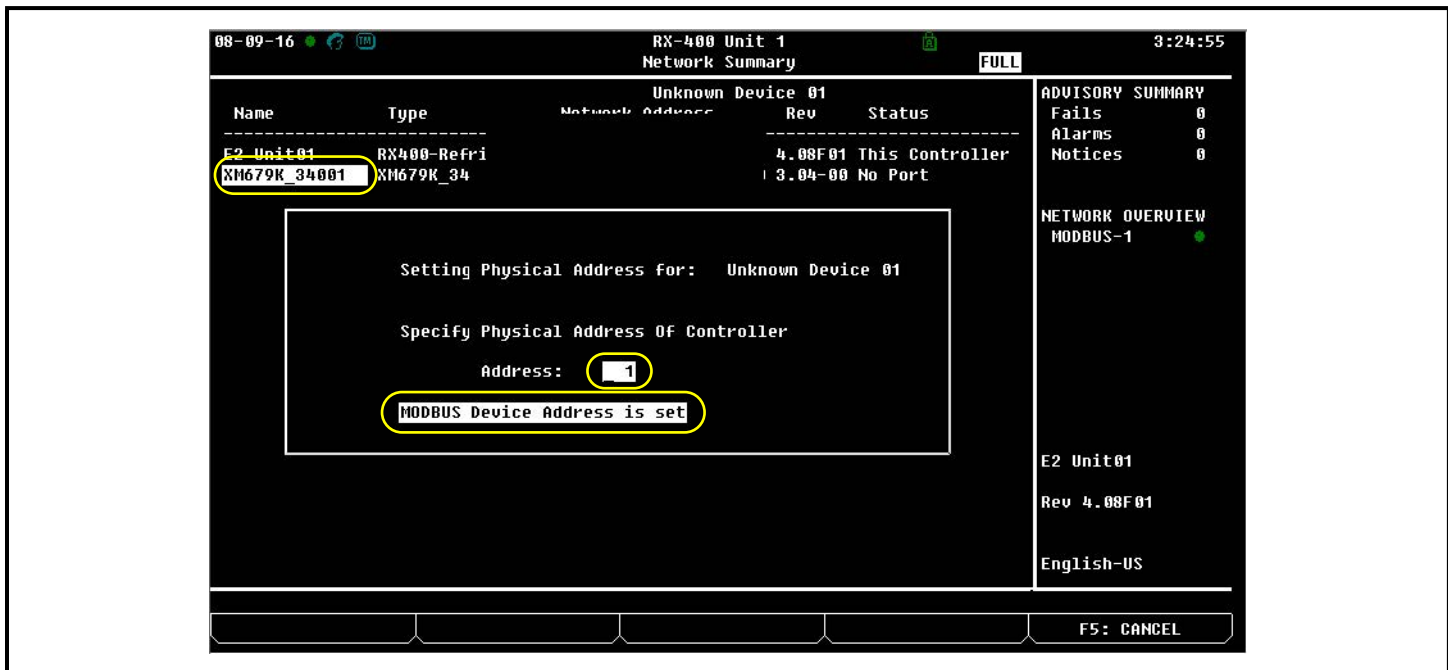 08-09-16 TM RX-400 Unit 1 A 3:24:55
Network Summary FULL
Unknown Device 01 ADVISORY SUMMARY
Name Type Network Address Rev Status Fails 0
Alarms 0
E2 Unit01 RX400-Refri 4.08F01 This Controller Notices 0
XM679K_34001 XM679K_34 3.04-00 No Port
NETWORK OVERVIEW
MODBUS-1
Setting Physical Address for: Unknown Device 01
Specify Physical Address Of Controller
Address: _ 1
MODBUS Device Address is set
E2 Unit01
Rev 4.08F01
English-US
F5: CANCEL